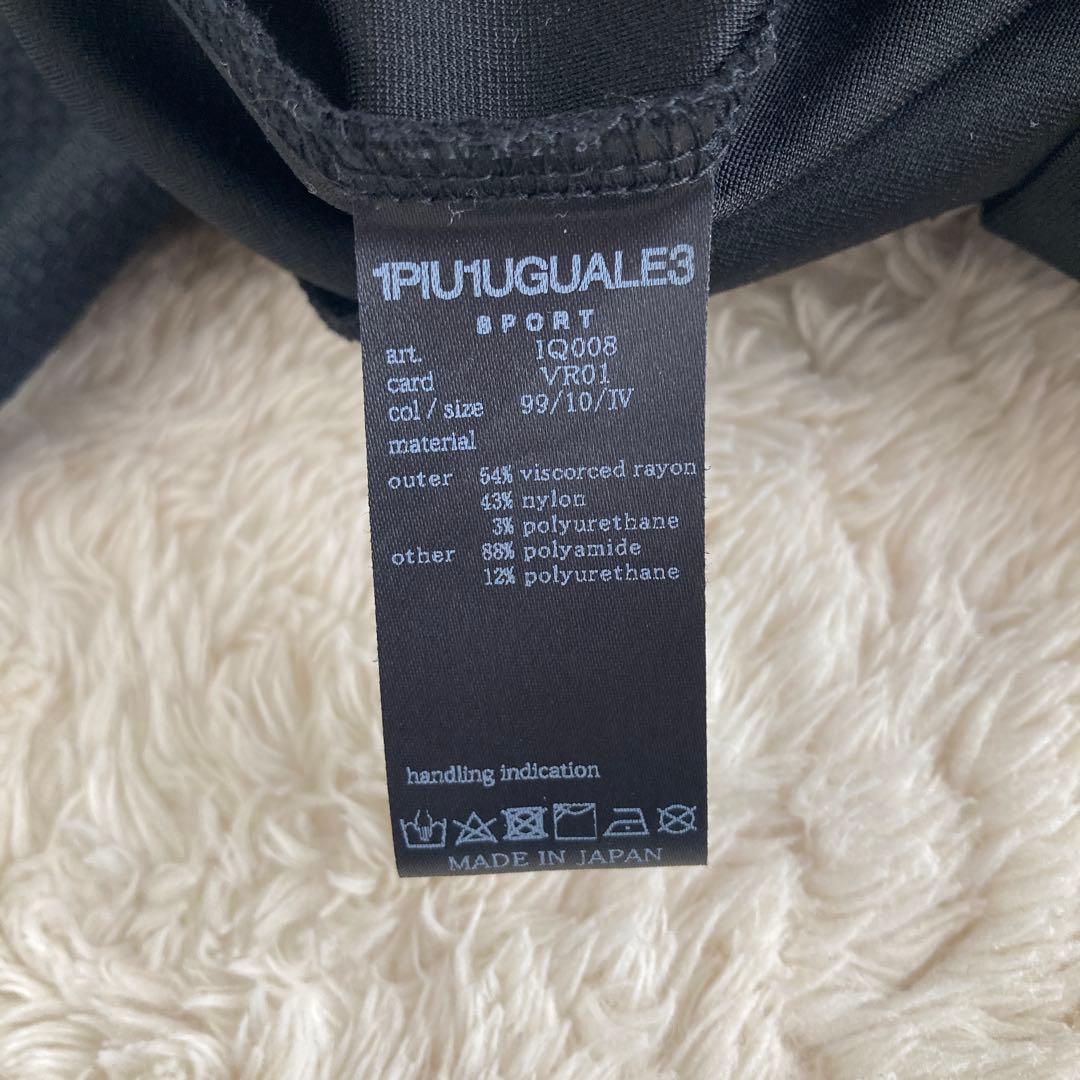 1PIU1UGUALE3
SPORT
art. IQ008
card VR01
col / size 99/10/IV
material
outer 54% viscorced rayon
43% nylon
3% polyurethane
other 88% polyamide
12% polyurethane
handling indication
MADE IN JAPAN